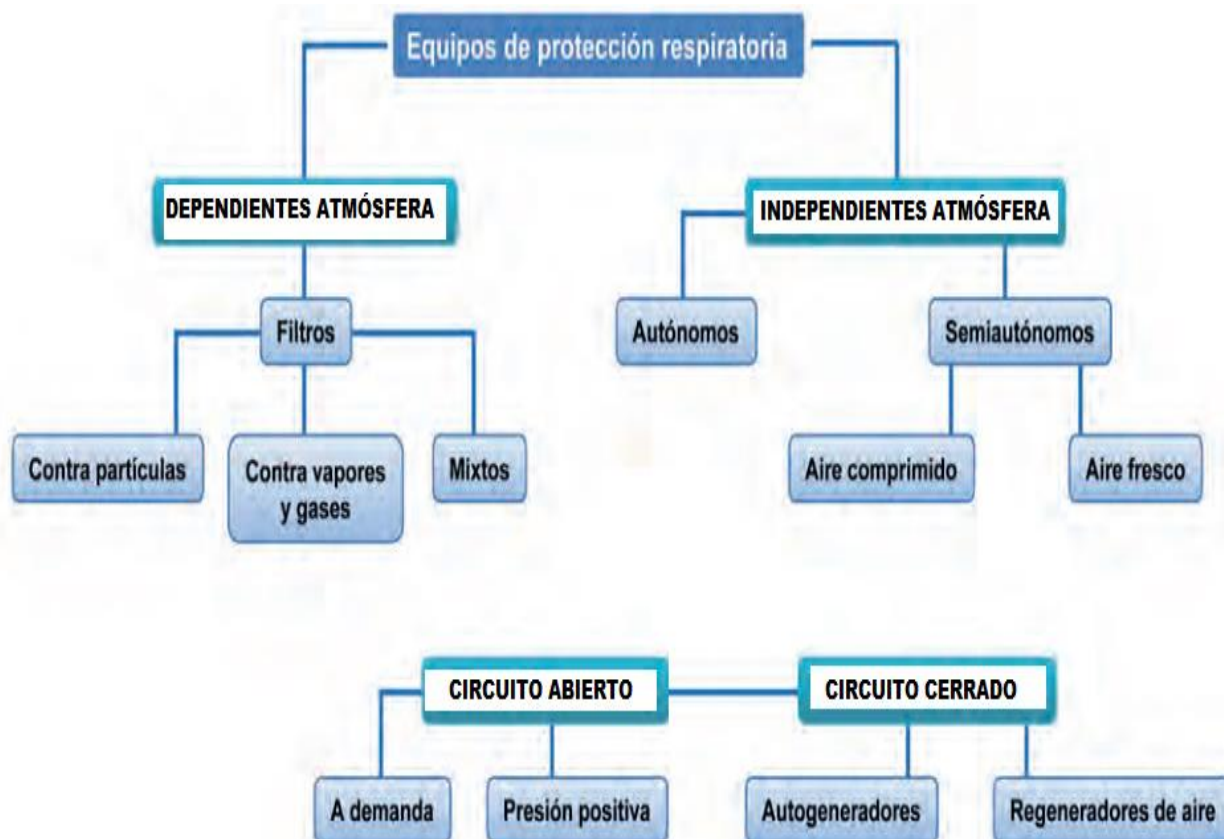 Equipos de protección respiratoria
DEPENDIENTES ATMÓSFERA
INDEPENDIENTES ATMÓSFERA
Filtros
Autónomos
Semiautónomos
Contra partículas
Contra vapores
y gases
Mixtos
Aire comprimido
Aire fresco
CIRCUITO ABIERTO
CIRCUITO CERRADO
A demanda
Presión positiva
Autogeneradores
Regeneradores de aire